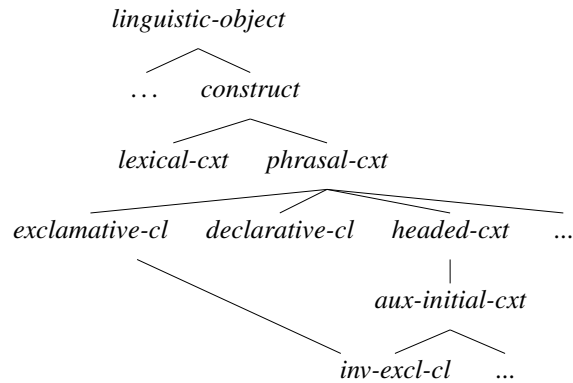 linguistic-object
... construct
lexical-cxt phrasal-cxt
exclamative-cl declarative-cl headed-cxt ...
aux-initial-cxt
inv-excl-cl ...